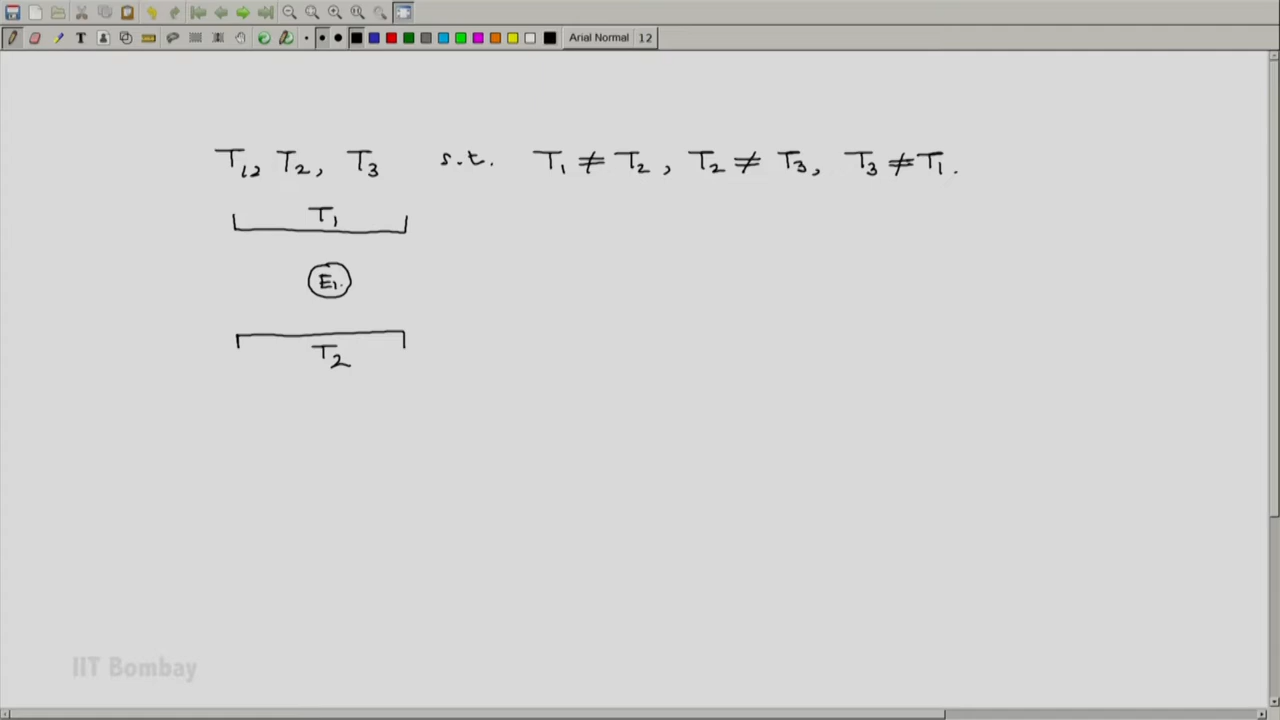 Arial Normal 12
T₁, T₂, T₃ s.t. T₁ ≠ T₂, T₂ ≠ T₃, T₃ ≠ T₁.
T₁
E₁.
T₂
IIT Bombay